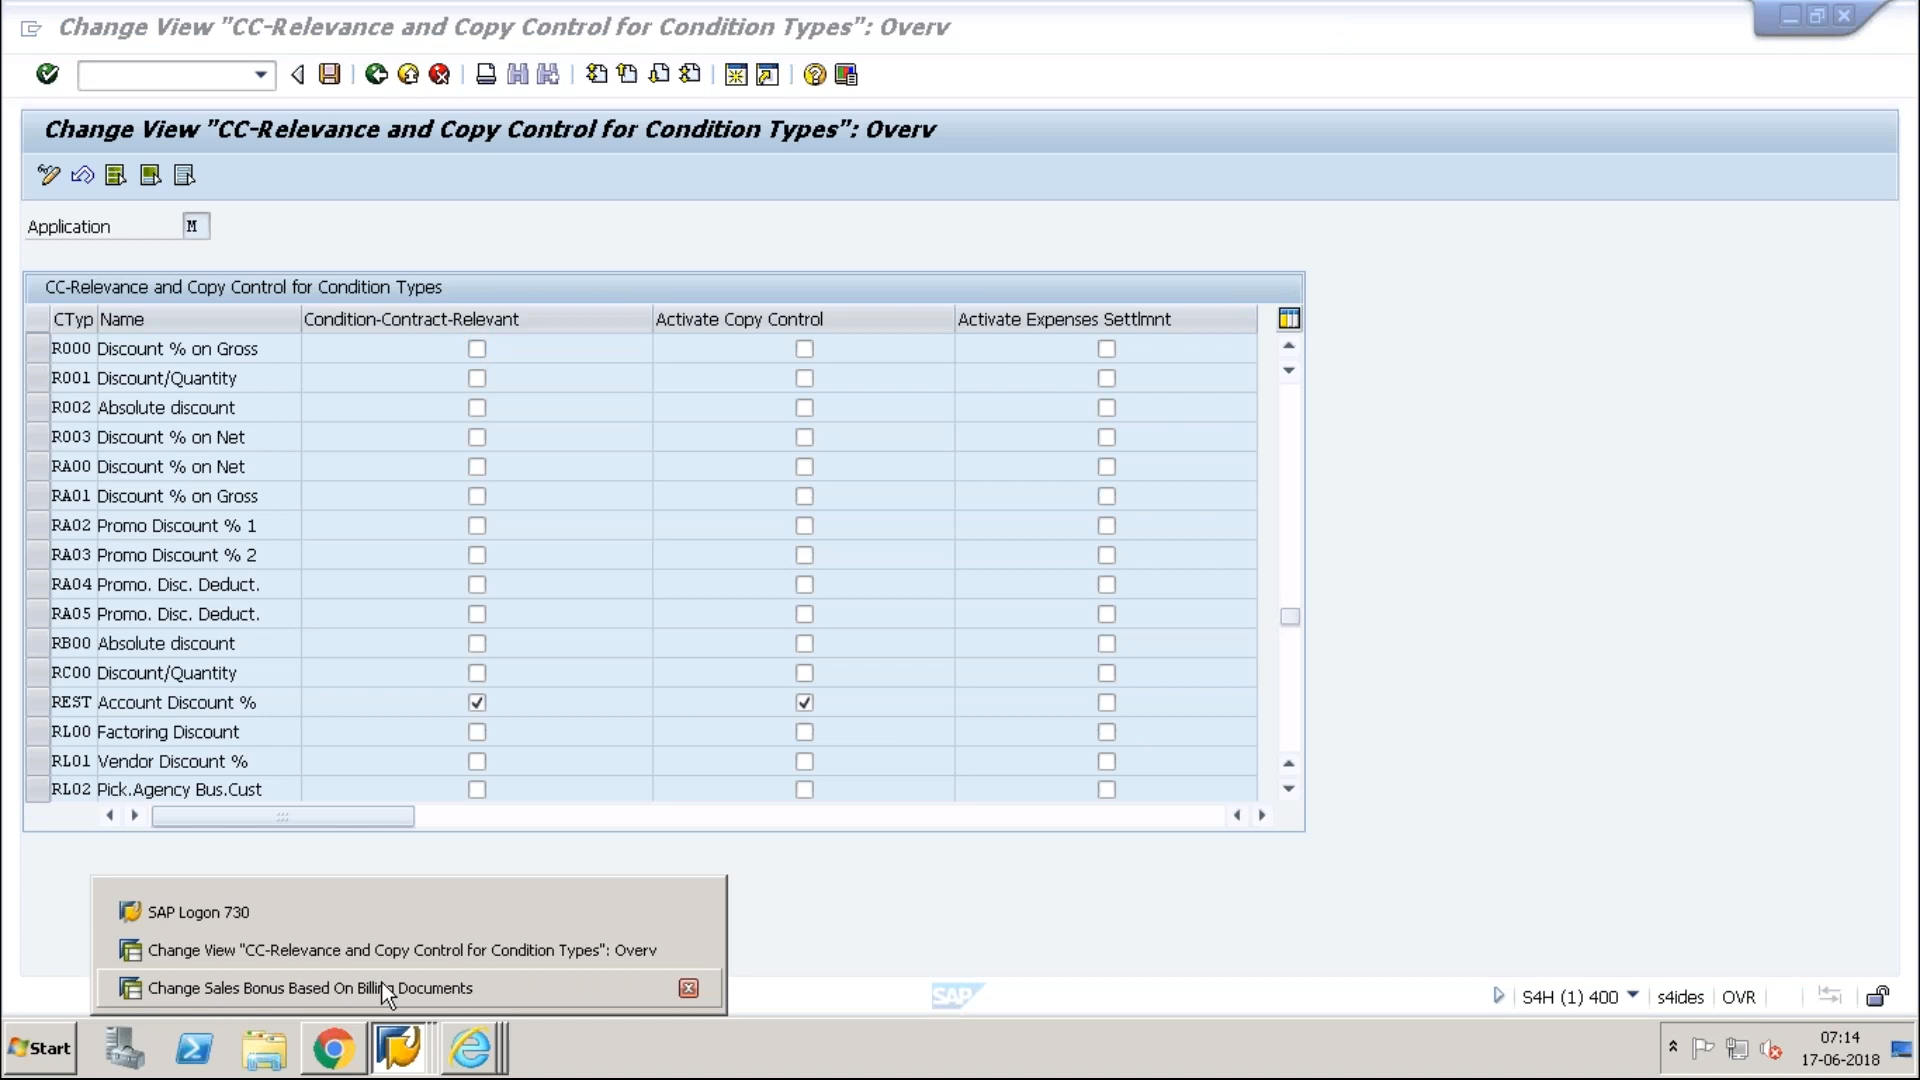 Change View "CC-Relevance and Copy Control for Condition Types": Overv
Change View "CC-Relevance and Copy Control for Condition Types": Overv
Application M
CC-Relevance and Copy Control for Condition Types
CTyp Name Condition-Contract-Relevant Activate Copy Control Activate Expenses Settlmnt
R000 Discount % on Gross
R001 Discount/Quantity
R002 Absolute discount
R003 Discount % on Net
RA00 Discount % on Net
RA01 Discount % on Gross
RA02 Promo Discount % 1
RA03 Promo Discount % 2
RA04 Promo. Disc. Deduct.
RA05 Promo. Disc. Deduct.
RB00 Absolute discount
RC00 Discount/Quantity
REST Account Discount %
RL00 Factoring Discount
RL01 Vendor Discount %
RL02 Pick.Agency Bus.Cust
SAP Logon 730
Change View "CC-Relevance and Copy Control for Condition Types": Overv
Change Sales Bonus Based On Billing Documents
SAP
S4H (1) 400 s4ides OVR
Start
07:14
17-06-2018